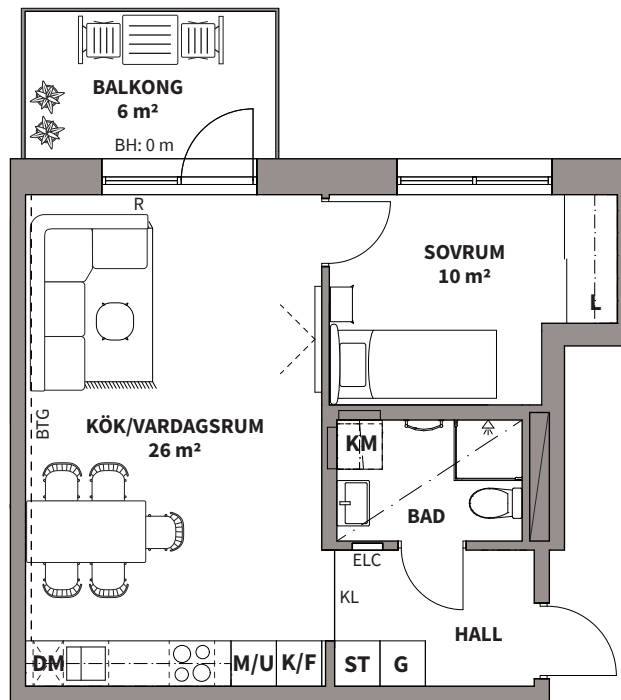 BALKONG
6 m²
BH: 0 m
R
SOVRUM
10 m²
L
BTG
KÖK/VARDAGSRUM
26 m²
KM
BAD
ELC
KL
HALL
DM
M/U
K/F
ST
G